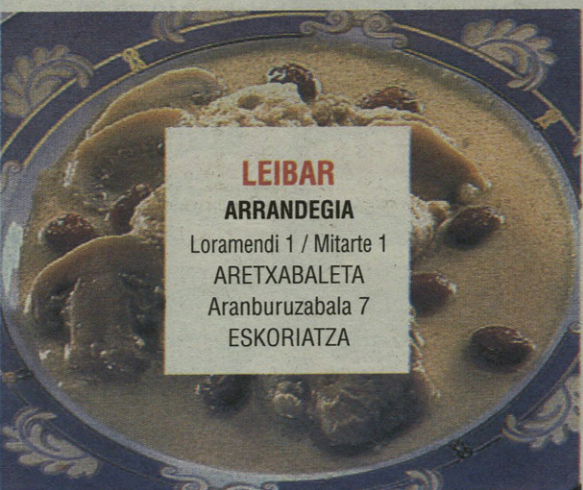 LEIBAR
ARRANDEGIA
Loramendi 1 / Mitarte 1
ARETXABALETA
Aranburuzabala 7
ESKORIATZA